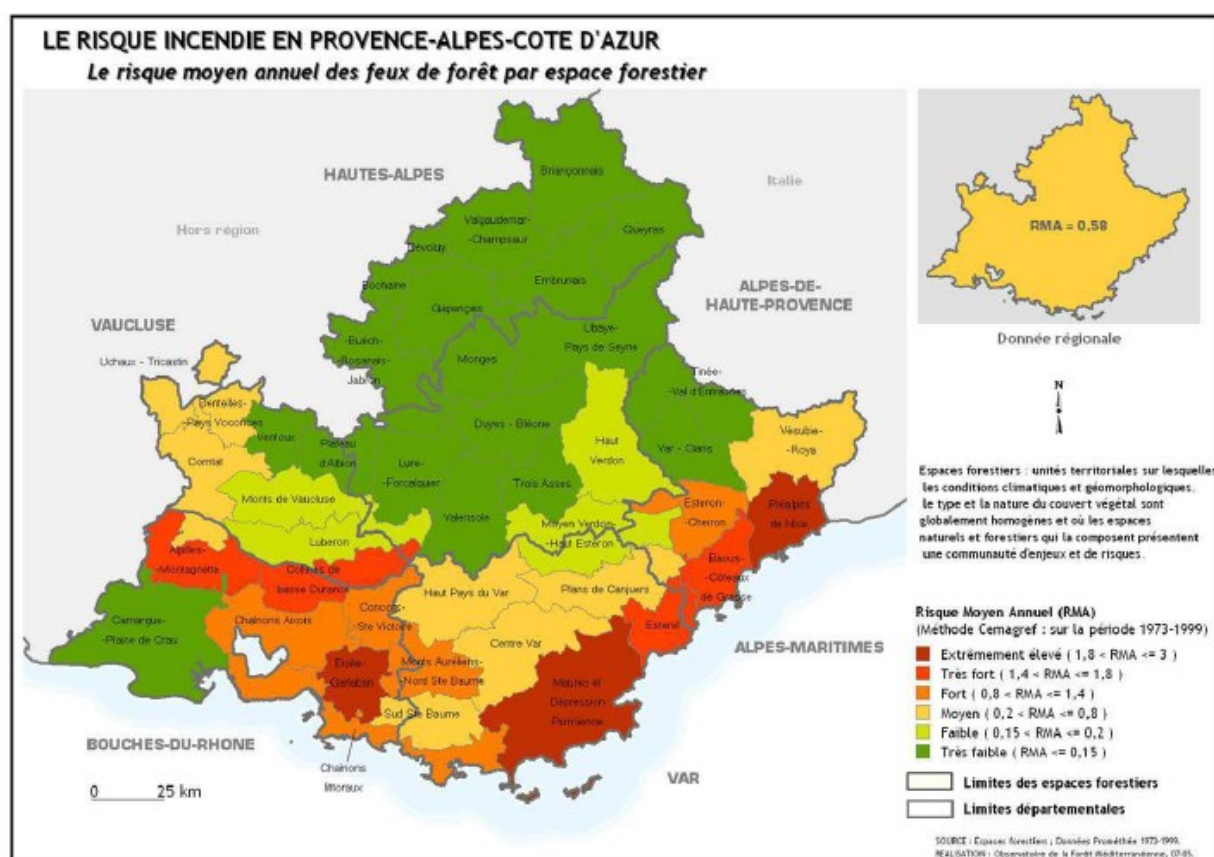 LE RISQUE INCENDIE EN PROVENCE-ALPES-COTE D'AZUR
Le risque moyen annuel des feux de forêt par espace forestier
HAUTES-ALPES
Italie
Hors région
Briançonnais
Valgaudemar-
-Champsaur
Queyras
Dévoluy
Embrunais
Bochaine
Gapençais
ALPES-DE-
HAUTE-PROVENCE
VAUCLUSE
Ubaye-
Pays de Seyne
-Buëch-
-Rosanais-
Jabron
Monges
Uchaux - Tricastin
Tinée-
-Val d'Entraunes
Dentelles-
-Pays Voconces
Duyes - Bléone
Vésubie-
-Roya
Ventoux
Plateau
d'Albion
Haut
Verdon
Var - Cians
Comtat
Lure-
-Forcalquier
Trois Asses
Monts de Vaucluse
Esteron-
-Cheiron
Préalpes
de Nice
Valensole
Moyen Verdon-
-Haut Estéron
Luberon
Alpilles-
-Montagnette
Collines de
basse Durance
Baous-
-Côteaux
de Grasse
Haut Pays du Var
Plans de Canjuers
Camargue-
-Plaine de Crau
Chaînons Aixois
Concors-
-Ste Victoire
Esterel
Centre Var
ALPES-MARITIMES
Etoile-
-Garlaban
Monts Auréliens-
-Nord Ste Baume
Maures et
Dépression
Permienne
Sud Ste Baume
BOUCHES-DU-RHONE
Chaînons
littoraux
VAR
0 25 km
RMA = 0,58
Donnée régionale
N
Espaces forestiers : unités territoriales sur lesquelles
les conditions climatiques et géomorphologiques,
le type et la nature du couvert végétal sont
globalement homogènes et où les espaces
naturels et forestiers qui la composent présentent
une communauté d'enjeux et de risques.
Risque Moyen Annuel (RMA)
(Méthode Cemagref : sur la période 1973-1999)
Extrêmement élevé ( 1,8 < RMA <= 3 )
Très fort ( 1,4 < RMA <= 1,8 )
Fort ( 0,8 < RMA <= 1,4 )
Moyen ( 0,2 < RMA <= 0,8 )
Faible ( 0,15 < RMA <= 0,2 )
Très faible ( RMA <= 0,15 )
Limites des espaces forestiers
Limites départementales
SOURCE : Espaces forestiers ; Données Prométhée 1973-1999.
REALISATION : Observatoire de la Forêt Méditerranéenne, 07-05.